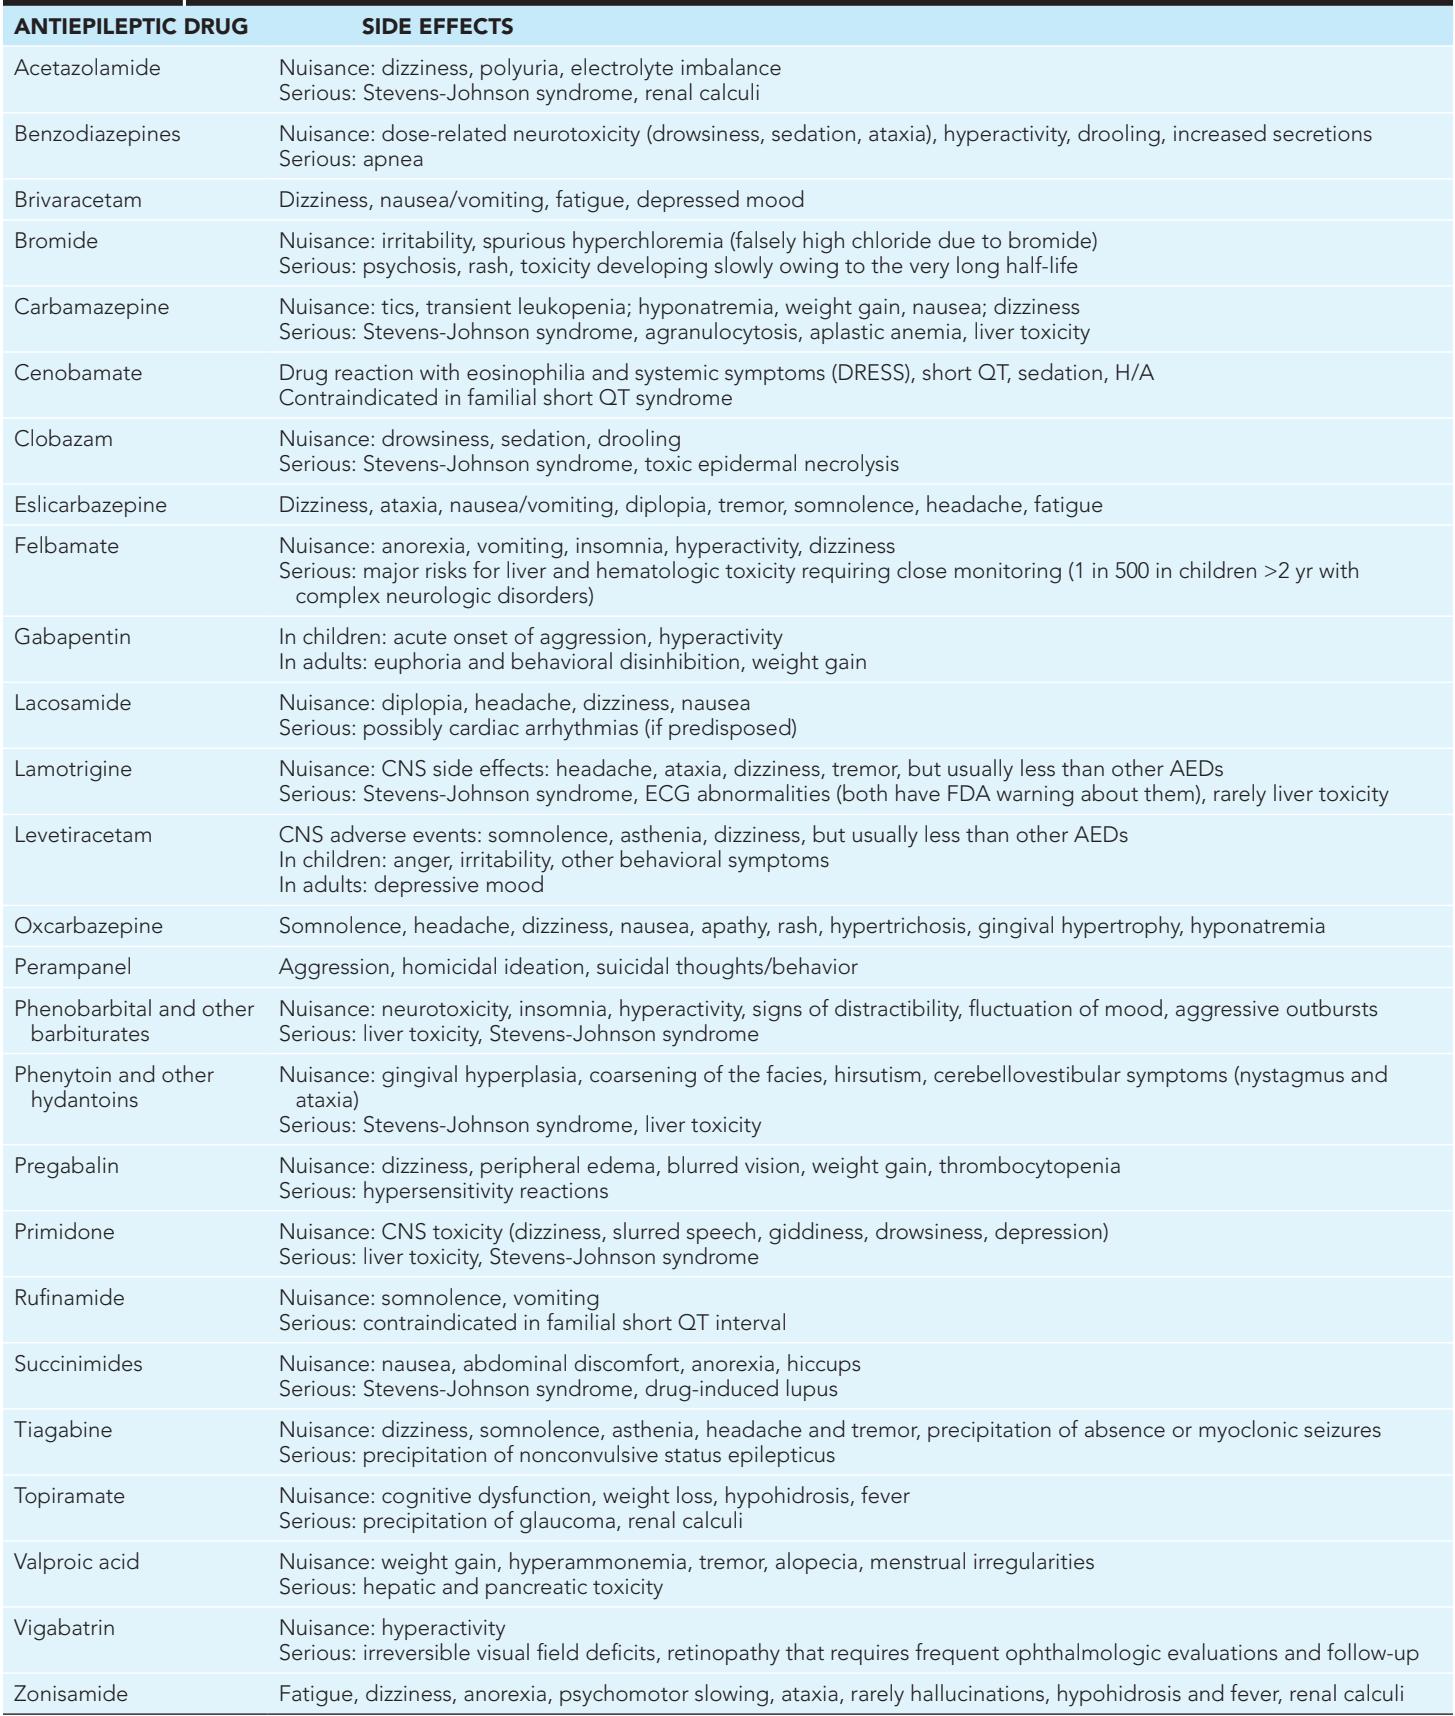 ANTIEPILEPTIC DRUG SIDE EFFECTS
Acetazolamide Nuisance: dizziness, polyuria, electrolyte imbalance
Serious: Stevens-Johnson syndrome, renal calculi
Benzodiazepines Nuisance: dose-related neurotoxicity (drowsiness, sedation, ataxia), hyperactivity, drooling, increased secretions
Serious: apnea
Brivaracetam Dizziness, nausea/vomiting, fatigue, depressed mood
Bromide Nuisance: irritability, spurious hyperchloremia (falsely high chloride due to bromide)
Serious: psychosis, rash, toxicity developing slowly owing to the very long half-life
Carbamazepine Nuisance: tics, transient leukopenia; hyponatremia, weight gain, nausea; dizziness
Serious: Stevens-Johnson syndrome, agranulocytosis, aplastic anemia, liver toxicity
Cenobamate Drug reaction with eosinophilia and systemic symptoms (DRESS), short QT, sedation, H/A
Contraindicated in familial short QT syndrome
Clobazam Nuisance: drowsiness, sedation, drooling
Serious: Stevens-Johnson syndrome, toxic epidermal necrolysis
Eslicarbazepine Dizziness, ataxia, nausea/vomiting, diplopia, tremor, somnolence, headache, fatigue
Felbamate Nuisance: anorexia, vomiting, insomnia, hyperactivity, dizziness
Serious: major risks for liver and hematologic toxicity requiring close monitoring (1 in 500 in children >2 yr with
complex neurologic disorders)
Gabapentin In children: acute onset of aggression, hyperactivity
In adults: euphoria and behavioral disinhibition, weight gain
Lacosamide Nuisance: diplopia, headache, dizziness, nausea
Serious: possibly cardiac arrhythmias (if predisposed)
Lamotrigine Nuisance: CNS side effects: headache, ataxia, dizziness, tremor, but usually less than other AEDs
Serious: Stevens-Johnson syndrome, ECG abnormalities (both have FDA warning about them), rarely liver toxicity
Levetiracetam CNS adverse events: somnolence, asthenia, dizziness, but usually less than other AEDs
In children: anger, irritability, other behavioral symptoms
In adults: depressive mood
Oxcarbazepine Somnolence, headache, dizziness, nausea, apathy, rash, hypertrichosis, gingival hypertrophy, hyponatremia
Perampanel Aggression, homicidal ideation, suicidal thoughts/behavior
Phenobarbital and other Nuisance: neurotoxicity, insomnia, hyperactivity, signs of distractibility, fluctuation of mood, aggressive outbursts
barbiturates Serious: liver toxicity, Stevens-Johnson syndrome
Phenytoin and other Nuisance: gingival hyperplasia, coarsening of the facies, hirsutism, cerebellovestibular symptoms (nystagmus and
hydantoins ataxia)
Serious: Stevens-Johnson syndrome, liver toxicity
Pregabalin Nuisance: dizziness, peripheral edema, blurred vision, weight gain, thrombocytopenia
Serious: hypersensitivity reactions
Primidone Nuisance: CNS toxicity (dizziness, slurred speech, giddiness, drowsiness, depression)
Serious: liver toxicity, Stevens-Johnson syndrome
Rufinamide Nuisance: somnolence, vomiting
Serious: contraindicated in familial short QT interval
Succinimides Nuisance: nausea, abdominal discomfort, anorexia, hiccups
Serious: Stevens-Johnson syndrome, drug-induced lupus
Tiagabine Nuisance: dizziness, somnolence, asthenia, headache and tremor, precipitation of absence or myoclonic seizures
Serious: precipitation of nonconvulsive status epilepticus
Topiramate Nuisance: cognitive dysfunction, weight loss, hypohidrosis, fever
Serious: precipitation of glaucoma, renal calculi
Valproic acid Nuisance: weight gain, hyperammonemia, tremor, alopecia, menstrual irregularities
Serious: hepatic and pancreatic toxicity
Vigabatrin Nuisance: hyperactivity
Serious: irreversible visual field deficits, retinopathy that requires frequent ophthalmologic evaluations and follow-up
Zonisamide Fatigue, dizziness, anorexia, psychomotor slowing, ataxia, rarely hallucinations, hypohidrosis and fever, renal calculi